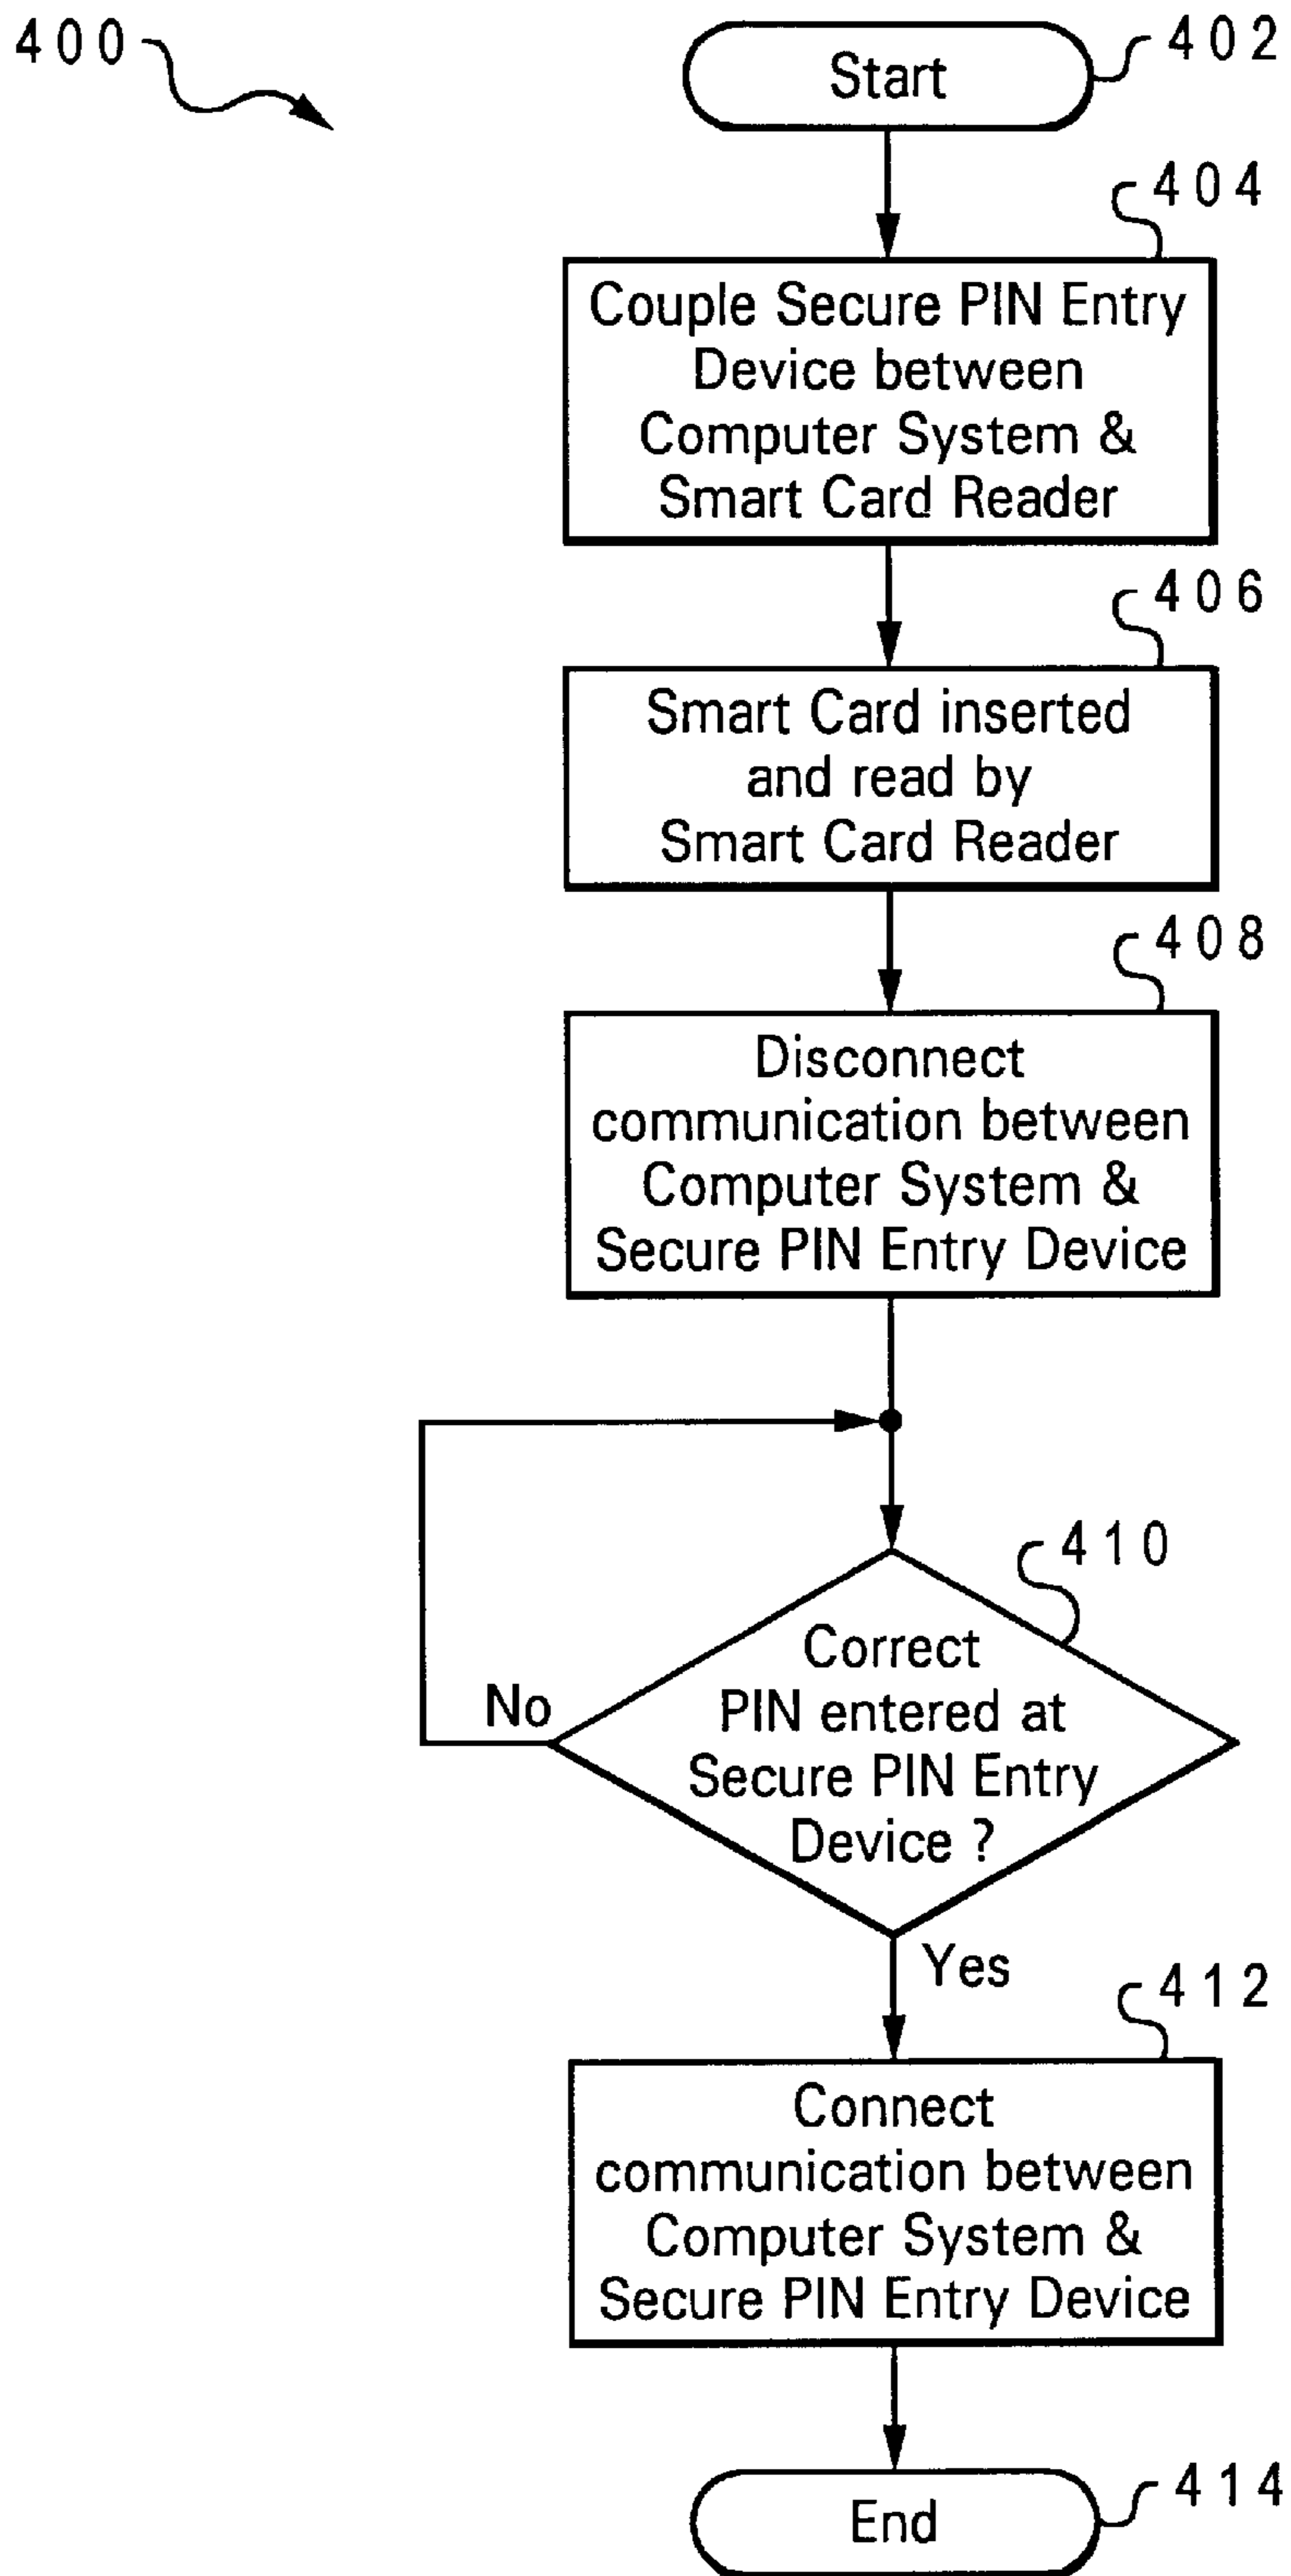 400
Start
402
404
Couple Secure PIN Entry
Device between
Computer System &
Smart Card Reader
406
Smart Card inserted
and read by
Smart Card Reader
408
Disconnect
communication between
Computer System &
Secure PIN Entry Device
410
Correct
PIN entered at
Secure PIN Entry
Device ?
No
Yes
412
Connect
communication between
Computer System &
Secure PIN Entry Device
End
414